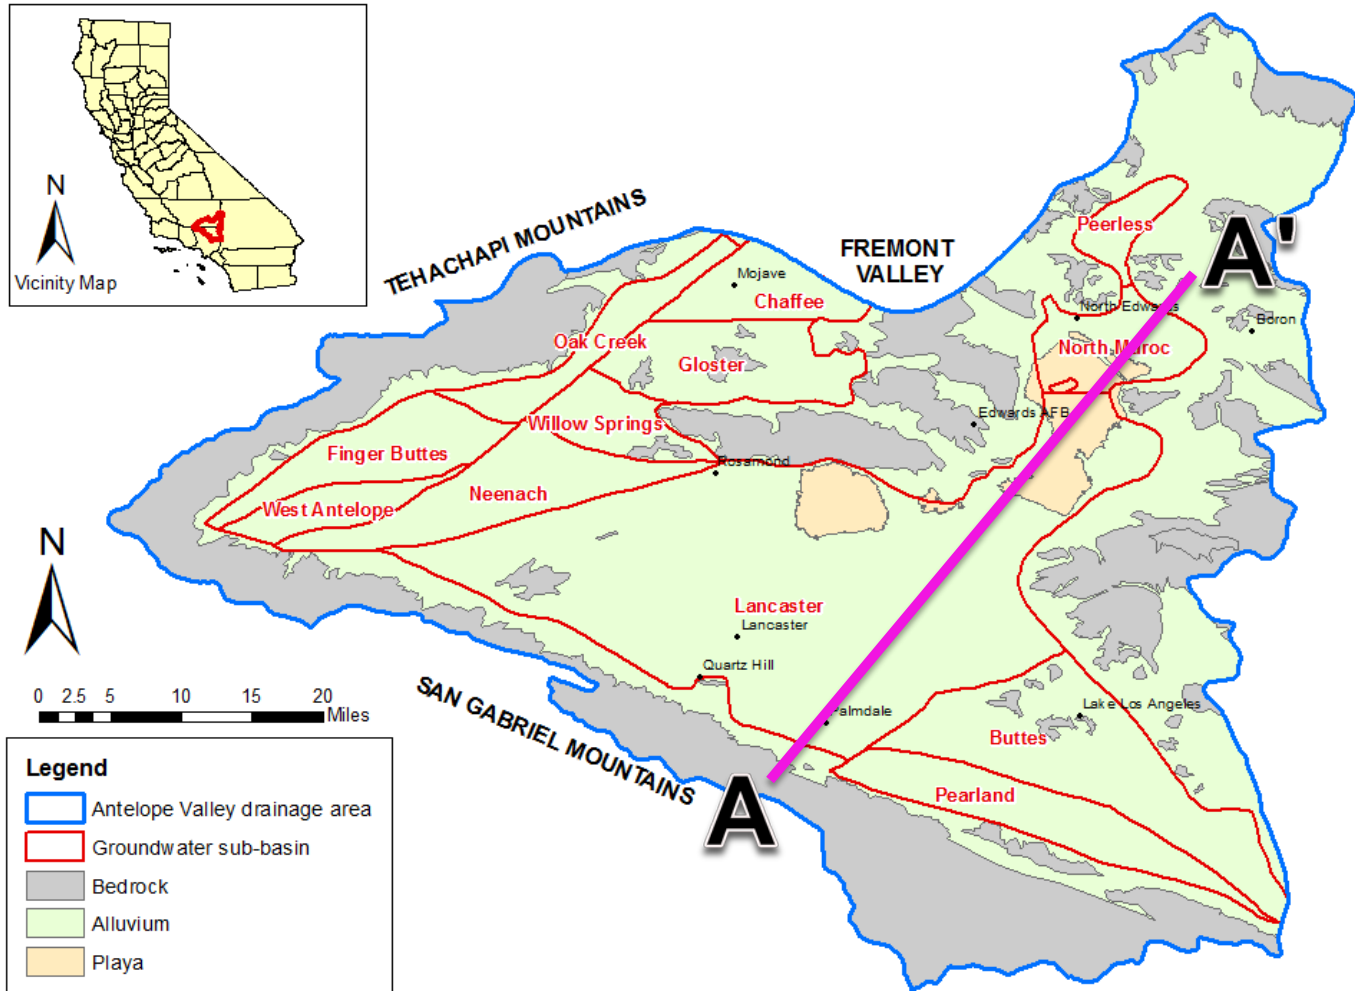 N
Vicinity Map
TEHACHAPI MOUNTAINS
FREMONT
VALLEY
Peerless
A'
Mojave
Chaffee
North Edwards
Boron
Oak Creek
North Muroc
Gloster
Edwards AFB
Willow Springs
Finger Buttes
Rosamond
West Antelope
Neenach
N
Lancaster
Lancaster
Quartz Hill
0 2.5 5 10 15 20
Miles
SAN GABRIEL MOUNTAINS
Palmdale
Lake Los Angeles
Buttes
Pearland
A
Legend
Antelope Valley drainage area
Groundwater sub-basin
Bedrock
Alluvium
Playa